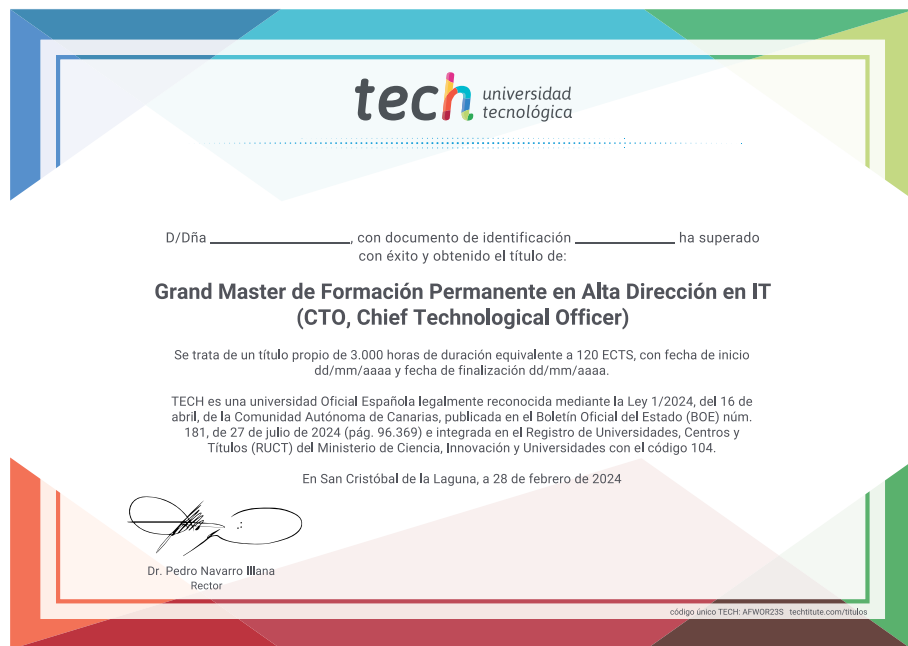 tech universidad
tecnológica
D/Dña ____________________, con documento de identificación ______________ ha superado
con éxito y obtenido el título de:
Grand Master de Formación Permanente en Alta Dirección en IT
(CTO, Chief Technological Officer)
Se trata de un título propio de 3.000 horas de duración equivalente a 120 ECTS, con fecha de inicio
dd/mm/aaaa y fecha de finalización dd/mm/aaaa.
TECH es una universidad Oficial Española legalmente reconocida mediante la Ley 1/2024, del 16 de
abril, de la Comunidad Autónoma de Canarias, publicada en el Boletín Oficial del Estado (BOE) núm.
181, de 27 de julio de 2024 (pág. 96.369) e integrada en el Registro de Universidades, Centros y
Títulos (RUCT) del Ministerio de Ciencia, Innovación y Universidades con el código 104.
En San Cristóbal de la Laguna, a 28 de febrero de 2024
Dr. Pedro Navarro Illana
Rector
código único TECH: AFWOR23S techtitute.com/titulos